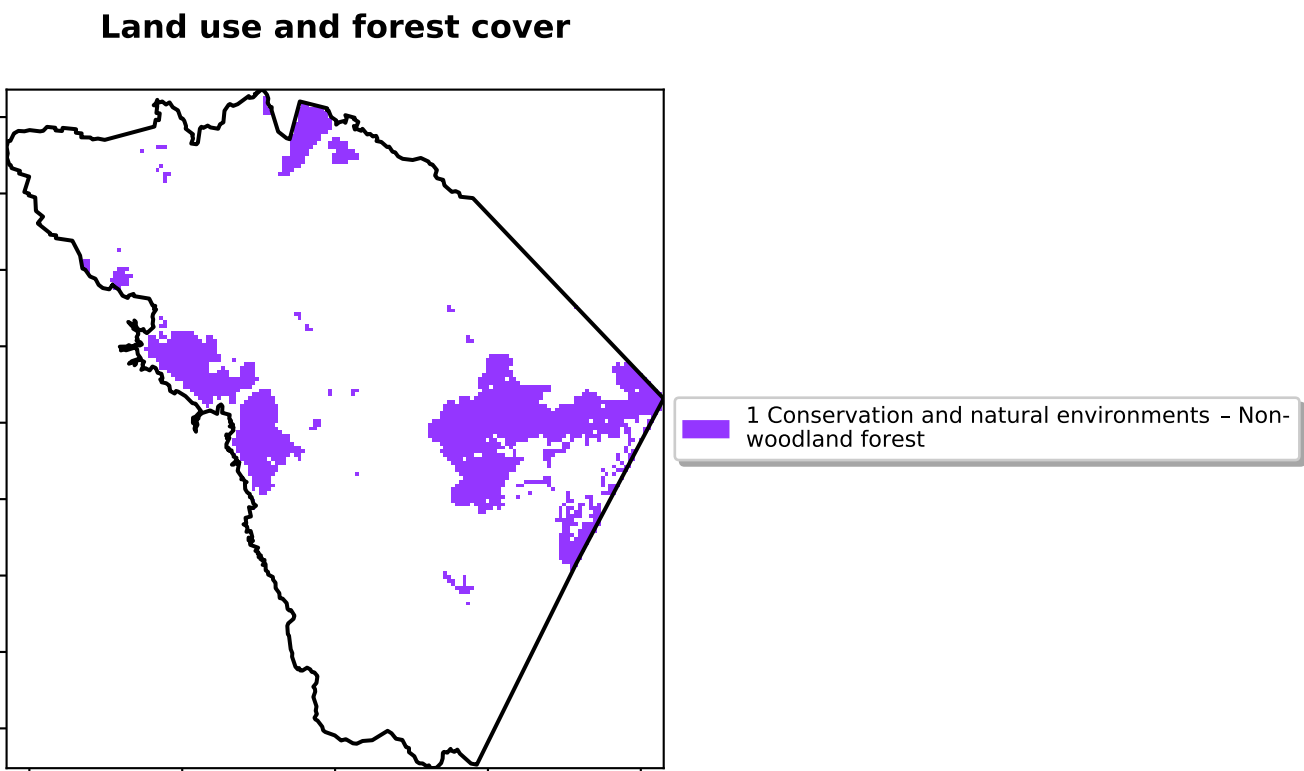 Land use and forest cover
1 Conservation and natural environments – Non-
woodland forest